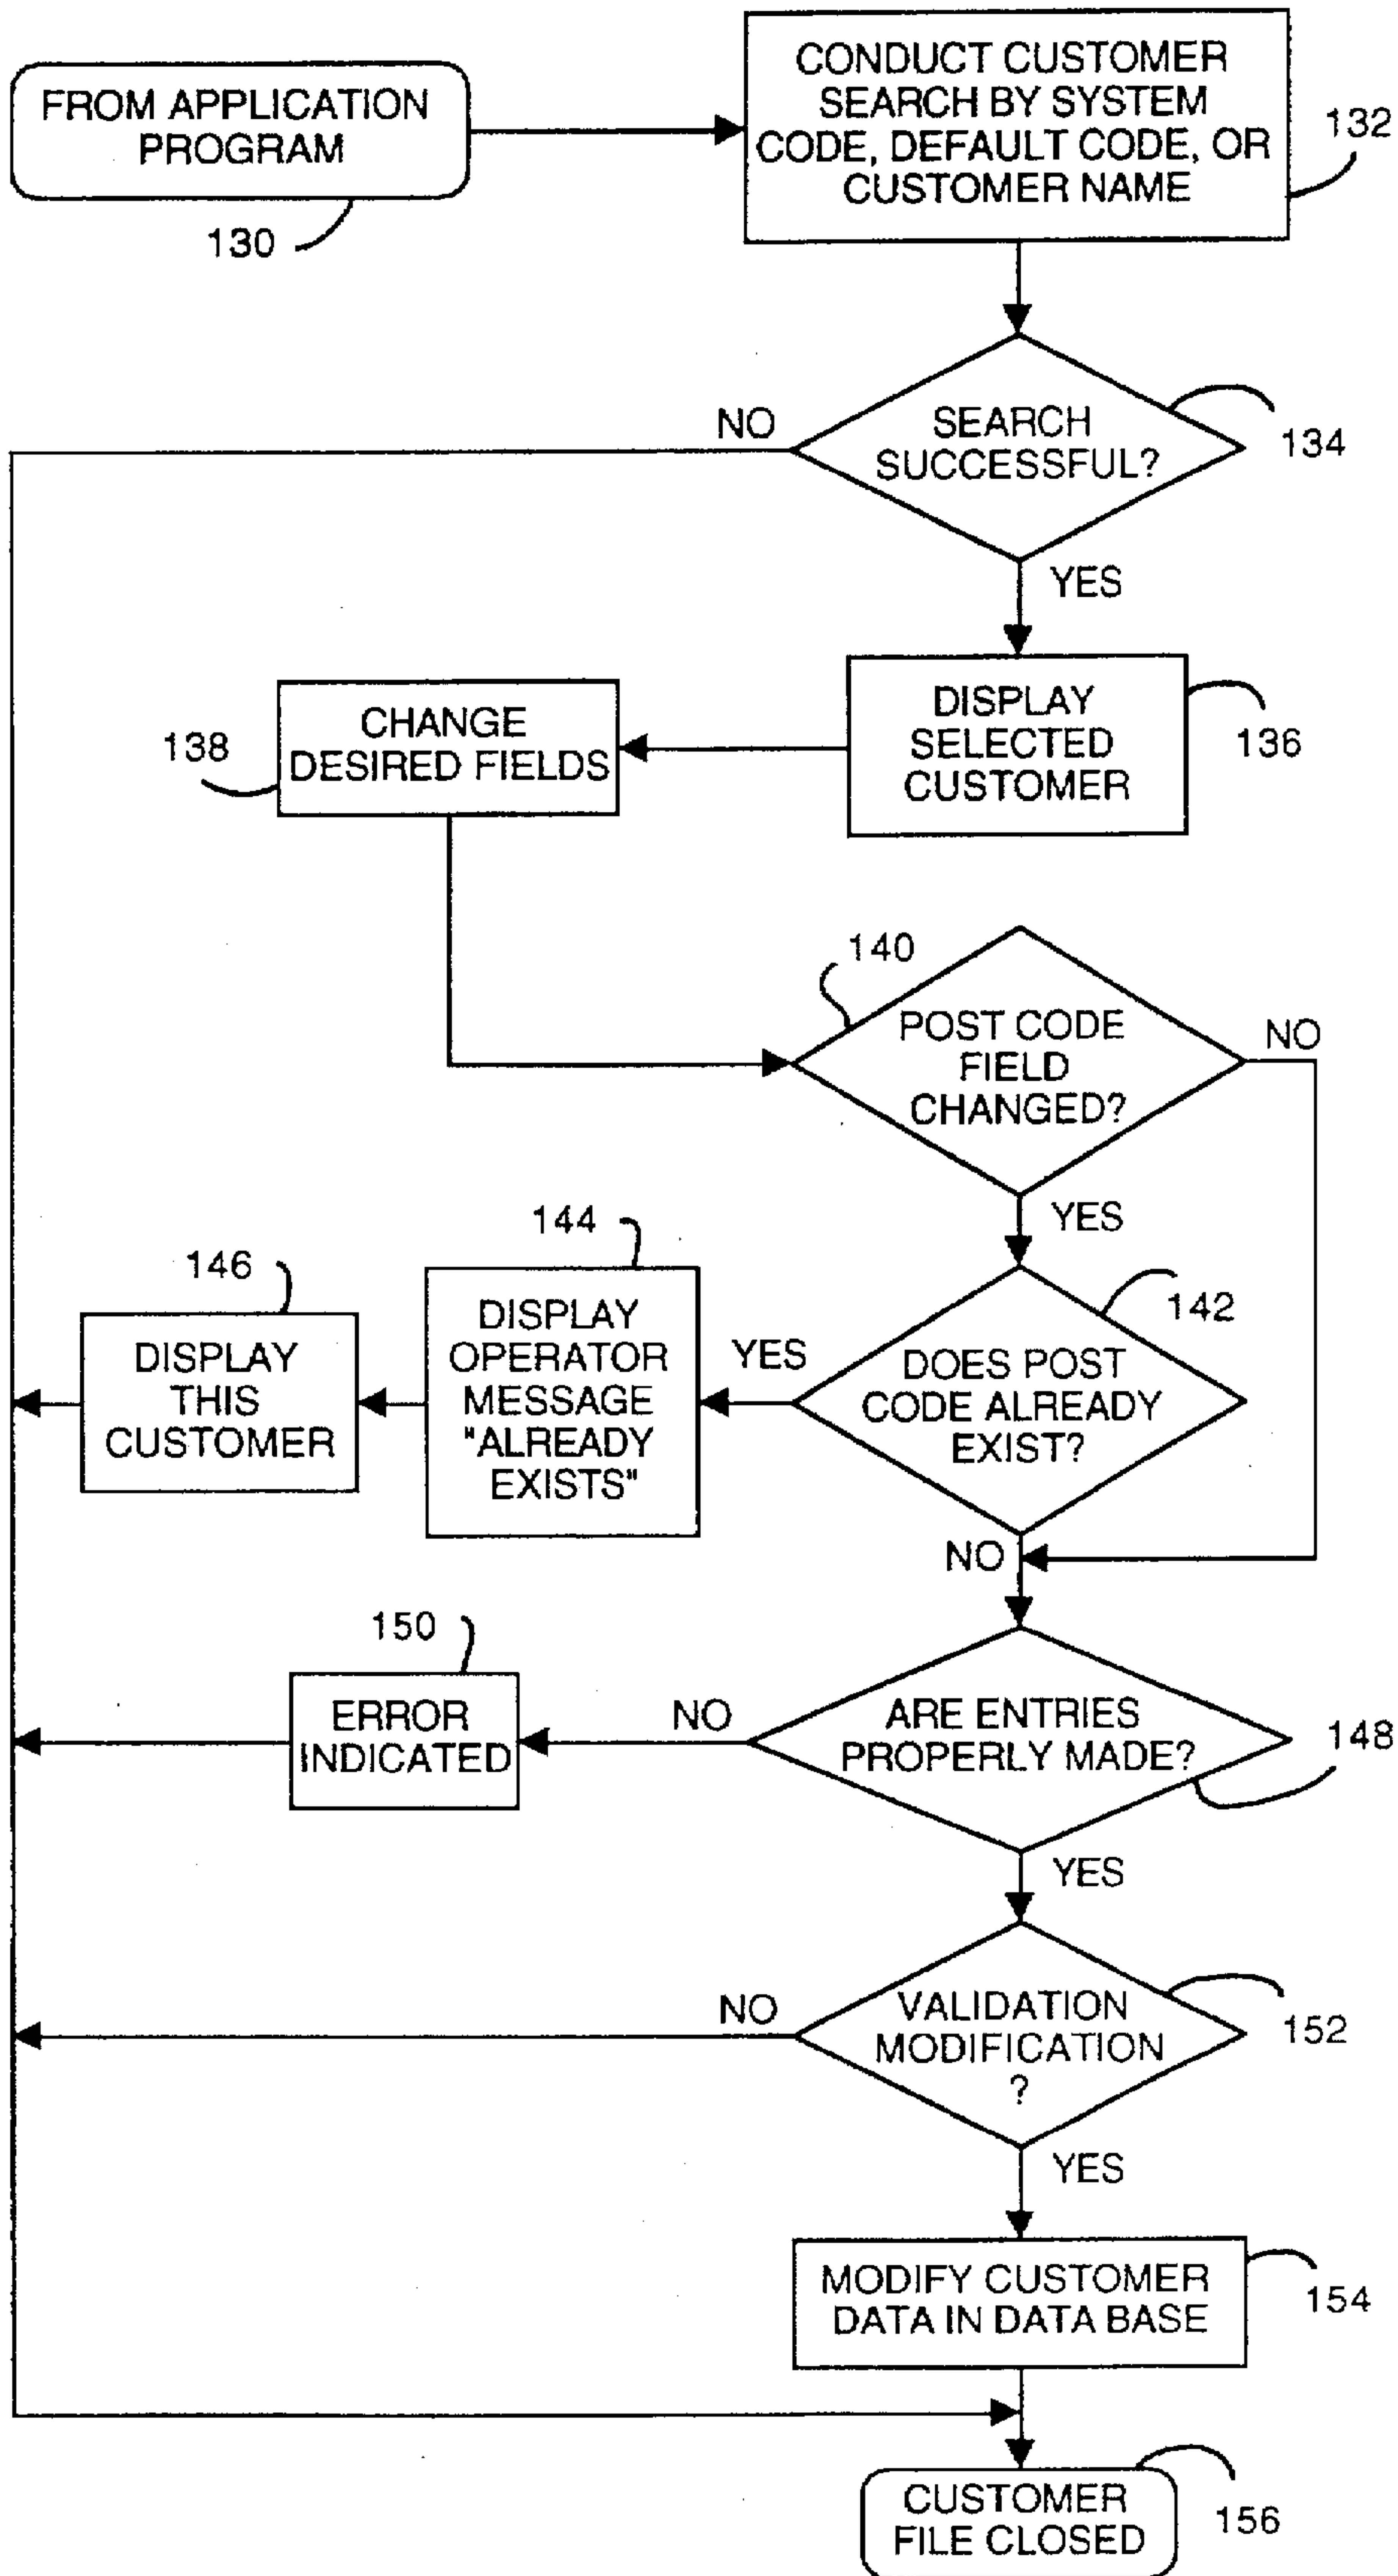 FROM APPLICATION
PROGRAM
130
CONDUCT CUSTOMER
SEARCH BY SYSTEM
CODE, DEFAULT CODE, OR
CUSTOMER NAME
132
NO
SEARCH
SUCCESSFUL?
134
YES
DISPLAY
SELECTED
CUSTOMER
136
CHANGE
DESIRED FIELDS
138
140
POST CODE
FIELD
CHANGED?
NO
YES
142
DOES POST
CODE ALREADY
EXIST?
YES
144
DISPLAY
OPERATOR
MESSAGE
"ALREADY
EXISTS"
146
DISPLAY
THIS
CUSTOMER
NO
ARE ENTRIES
PROPERLY MADE?
148
NO
150
ERROR
INDICATED
YES
VALIDATION
MODIFICATION
?
152
NO
YES
MODIFY CUSTOMER
DATA IN DATA BASE
154
CUSTOMER
FILE CLOSED
156